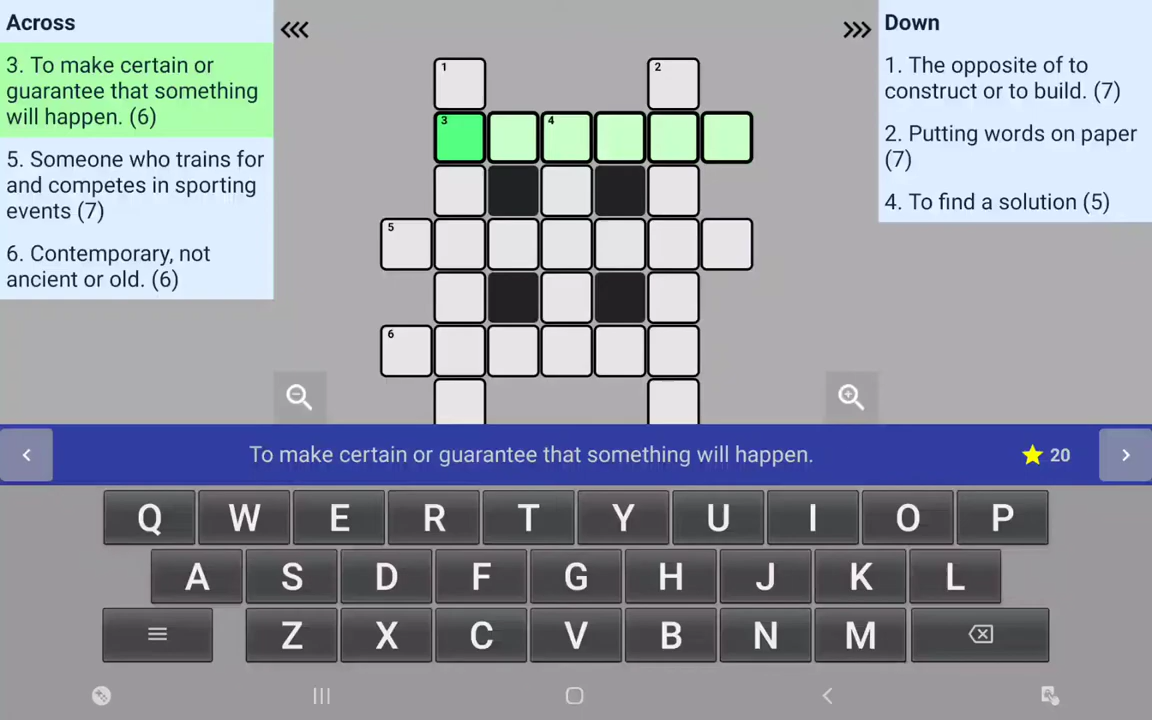 Across
3. To make certain or
guarantee that something
will happen. (6)
5. Someone who trains for
and competes in sporting
events (7)
6. Contemporary, not
ancient or old. (6)
1
2
3
4
5
6
Down
1. The opposite of to
construct or to build. (7)
2. Putting words on paper
(7)
4. To find a solution (5)
To make certain or guarantee that something will happen.
20
Q W E R T Y U I O P
A S D F G H J K L
Z X C V B N M